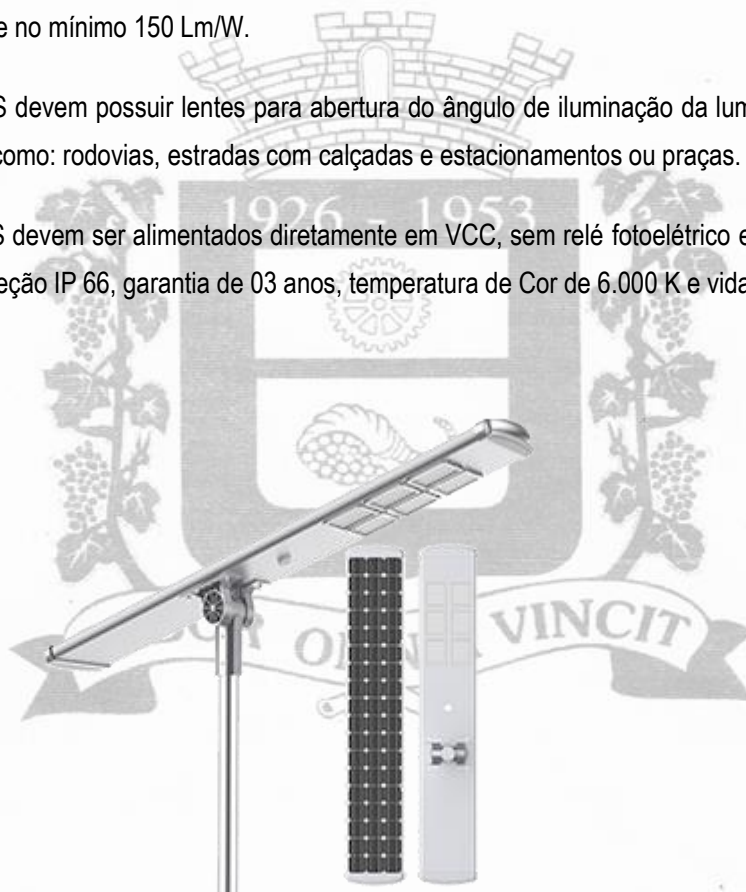 e no mínimo 150 Lm/W.
S devem possuir lentes para abertura do ângulo de iluminação da lum
como: rodovias, estradas com calçadas e estacionamentos ou praças.
1926 - 1953
S devem ser alimentados diretamente em VCC, sem relé fotoelétrico e
eção IP 66, garantia de 03 anos, temperatura de Cor de 6.000 K e vida
VINCIT